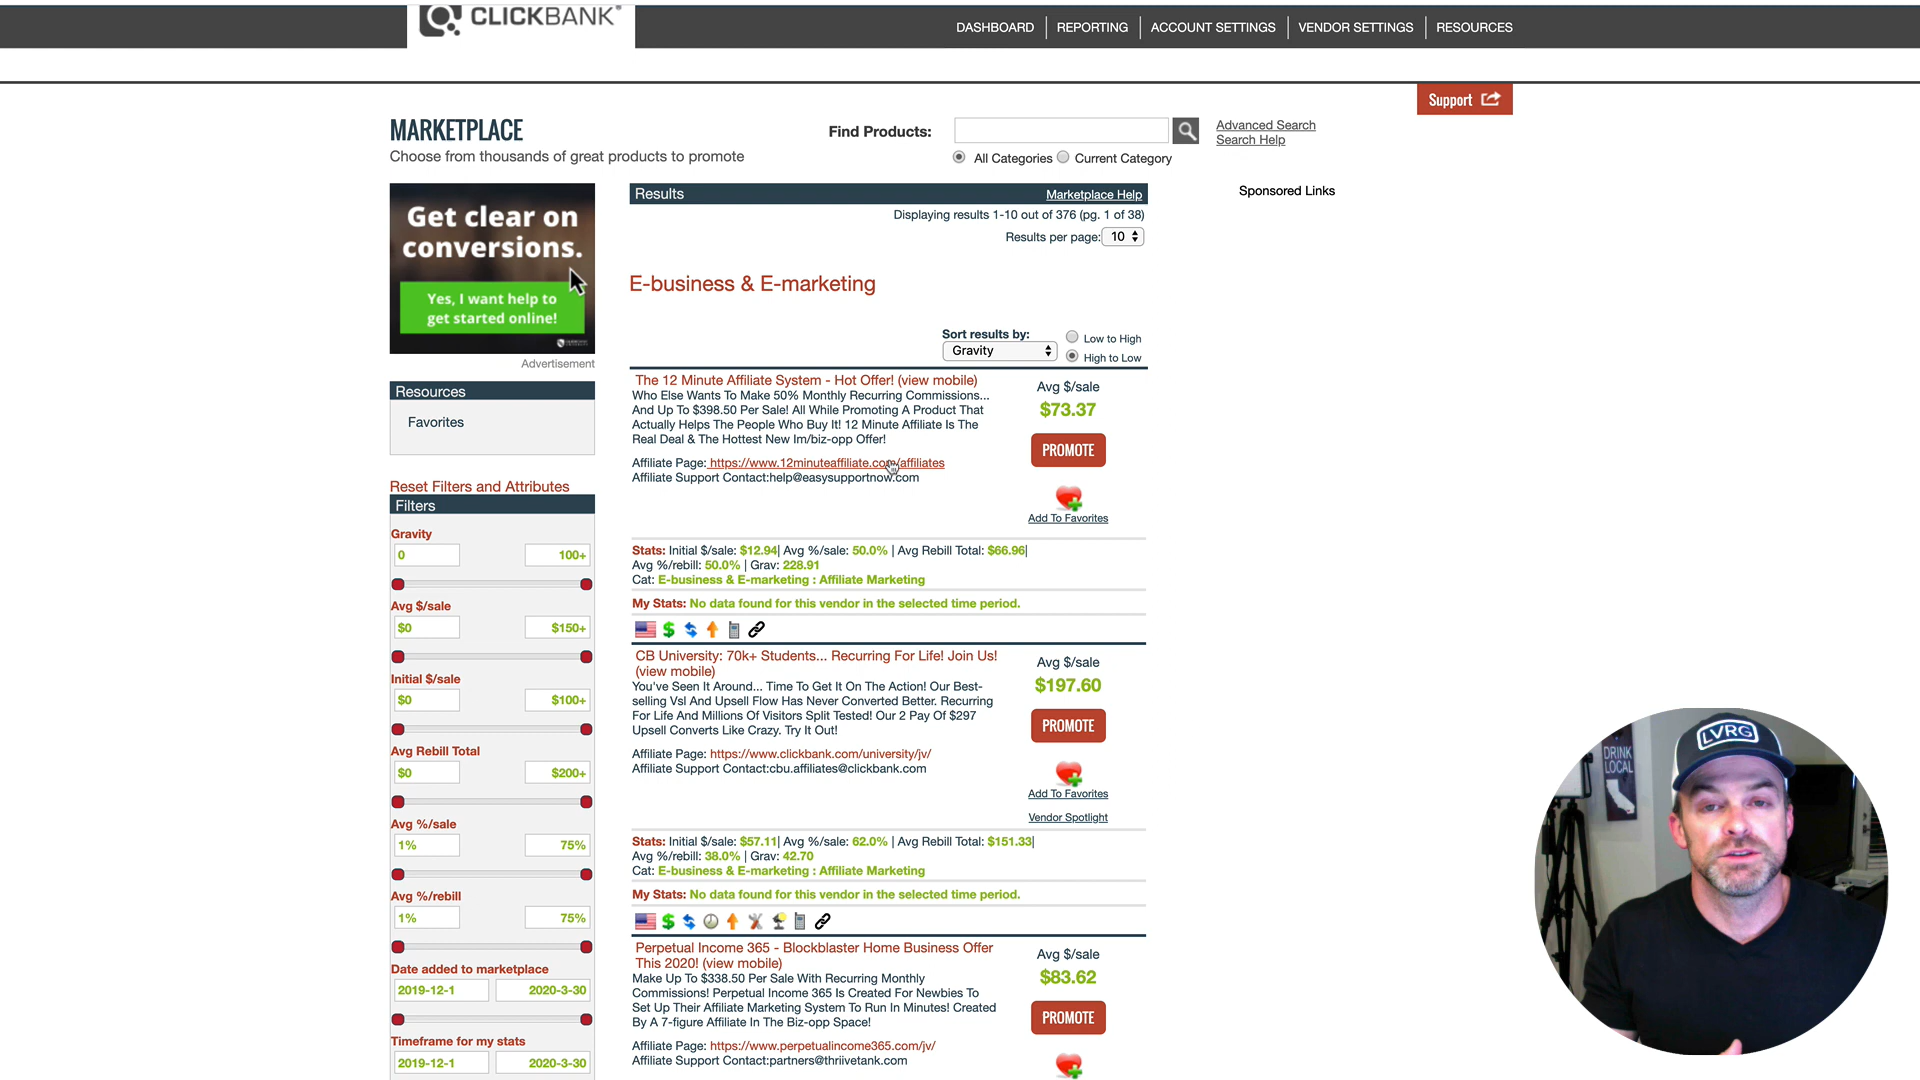 CLICKBANK®
DASHBOARD
REPORTING
ACCOUNT SETTINGS
VENDOR SETTINGS
RESOURCES
Support
MARKETPLACE
Choose from thousands of great products to promote
Find Products:
All Categories
Current Category
Advanced Search
Search Help
Get clear on
conversions.
Yes, I want help to
get started online!
Advertisement
Resources
Favorites
Reset Filters and Attributes
Filters
Gravity
0 100+
Avg $/sale
$0 $150+
Initial $/sale
$0 $100+
Avg Rebill Total
$0 $200+
Avg %/sale
1% 75%
Avg %/rebill
1% 75%
Date added to marketplace
2019-12-1 2020-3-30
Timeframe for my stats
2019-12-1 2020-3-30
Results
Marketplace Help
Displaying results 1-10 out of 376 (pg. 1 of 38)
Results per page: 10
E-business & E-marketing
Sort results by:
Gravity
Low to High
High to Low
The 12 Minute Affiliate System - Hot Offer! (view mobile)
Who Else Wants To Make 50% Monthly Recurring Commissions...
And Up To $398.50 Per Sale! All While Promoting A Product That
Actually Helps The People Who Buy It! 12 Minute Affiliate Is The
Real Deal & The Hottest New Im/biz-opp Offer!
Affiliate Page: https://www.12minuteaffiliate.com/affiliates
Affiliate Support Contact:help@easysupportnow.com
Avg $/sale
$73.37
PROMOTE
Add To Favorites
Stats: Initial $/sale: $12.94| Avg %/sale: 50.0% | Avg Rebill Total: $66.96|
Avg %/rebill: 50.0% | Grav: 228.91
Cat: E-business & E-marketing : Affiliate Marketing
My Stats: No data found for this vendor in the selected time period.
CB University: 70k+ Students... Recurring For Life! Join Us!
(view mobile)
You've Seen It Around... Time To Get It On The Action! Our Best-
selling Vsl And Upsell Flow Has Never Converted Better. Recurring
For Life And Millions Of Visitors Split Tested! Our 2 Pay Of $297
Upsell Converts Like Crazy. Try It Out!
Affiliate Page: https://www.clickbank.com/university/jv/
Affiliate Support Contact:cbu.affiliates@clickbank.com
Avg $/sale
$197.60
PROMOTE
Add To Favorites
Vendor Spotlight
Stats: Initial $/sale: $57.11| Avg %/sale: 62.0% | Avg Rebill Total: $151.33|
Avg %/rebill: 38.0% | Grav: 42.70
Cat: E-business & E-marketing : Affiliate Marketing
My Stats: No data found for this vendor in the selected time period.
Perpetual Income 365 - Blockblaster Home Business Offer
This 2020! (view mobile)
Make Up To $338.50 Per Sale With Recurring Monthly
Commissions! Perpetual Income 365 Is Created For Newbies To
Set Up Their Affiliate Marketing System To Run In Minutes! Created
By A 7-figure Affiliate In The Biz-opp Space!
Affiliate Page: https://www.perpetualincome365.com/jv/
Affiliate Support Contact:partners@thriivetank.com
Avg $/sale
$83.62
PROMOTE
Sponsored Links
LVRG
DRINK
LOCAL